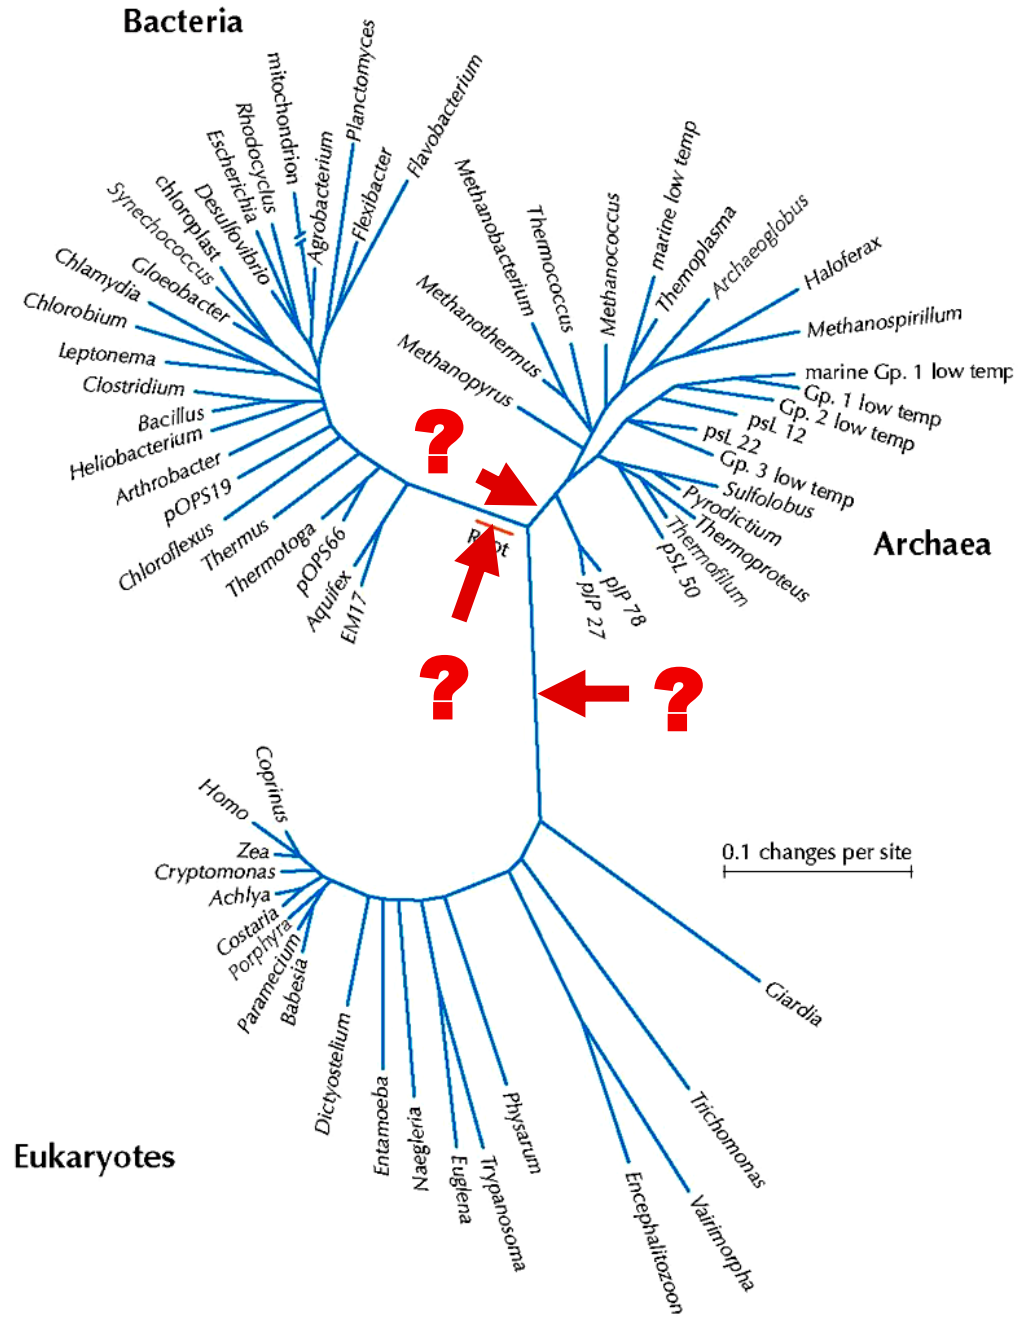 Bacteria
mitochondrion
Planctomyces
Rhodocyclus
Escherichia
Agrobacterium
Flexibacter
Flavobacterium
Desulfovibrio
chloroplast
Synechococcus
Gloeobacter
Chlamydia
Chlorobium
Leptonema
Clostridium
Bacillus
Heliobacterium
Arthrobacter
pOPS19
Chloroflexus
Thermus
Thermotoga
pOPS66
Aquifex
EM17
?
?
?
Methanopyrus
Methanothermus
Methanobacterium
Thermococcus
Methanococcus
marine low temp
Thermoplasma
Archaeoglobus
Haloferax
Methanospirillum
marine Gp. 1 low temp
Gp. 1 low temp
Gp. 2 low temp
psL 12
psL 22
Gp. 3 low temp
Sulfolobus
Pyrodictium
Thermoproteus
Thermofilum
pSL 50
pJP 78
pJP 27
Archaea
0.1 changes per site
Coprinus
Homo
Zea
Cryptomonas
Achlya
Costaria
Porphyra
Paramecium
Babesia
Dictyostelium
Entamoeba
Naegleria
Euglena
Trypanosoma
Physarum
Encephalitozoon
Vairimorpha
Trichomonas
Giardia
Eukaryotes